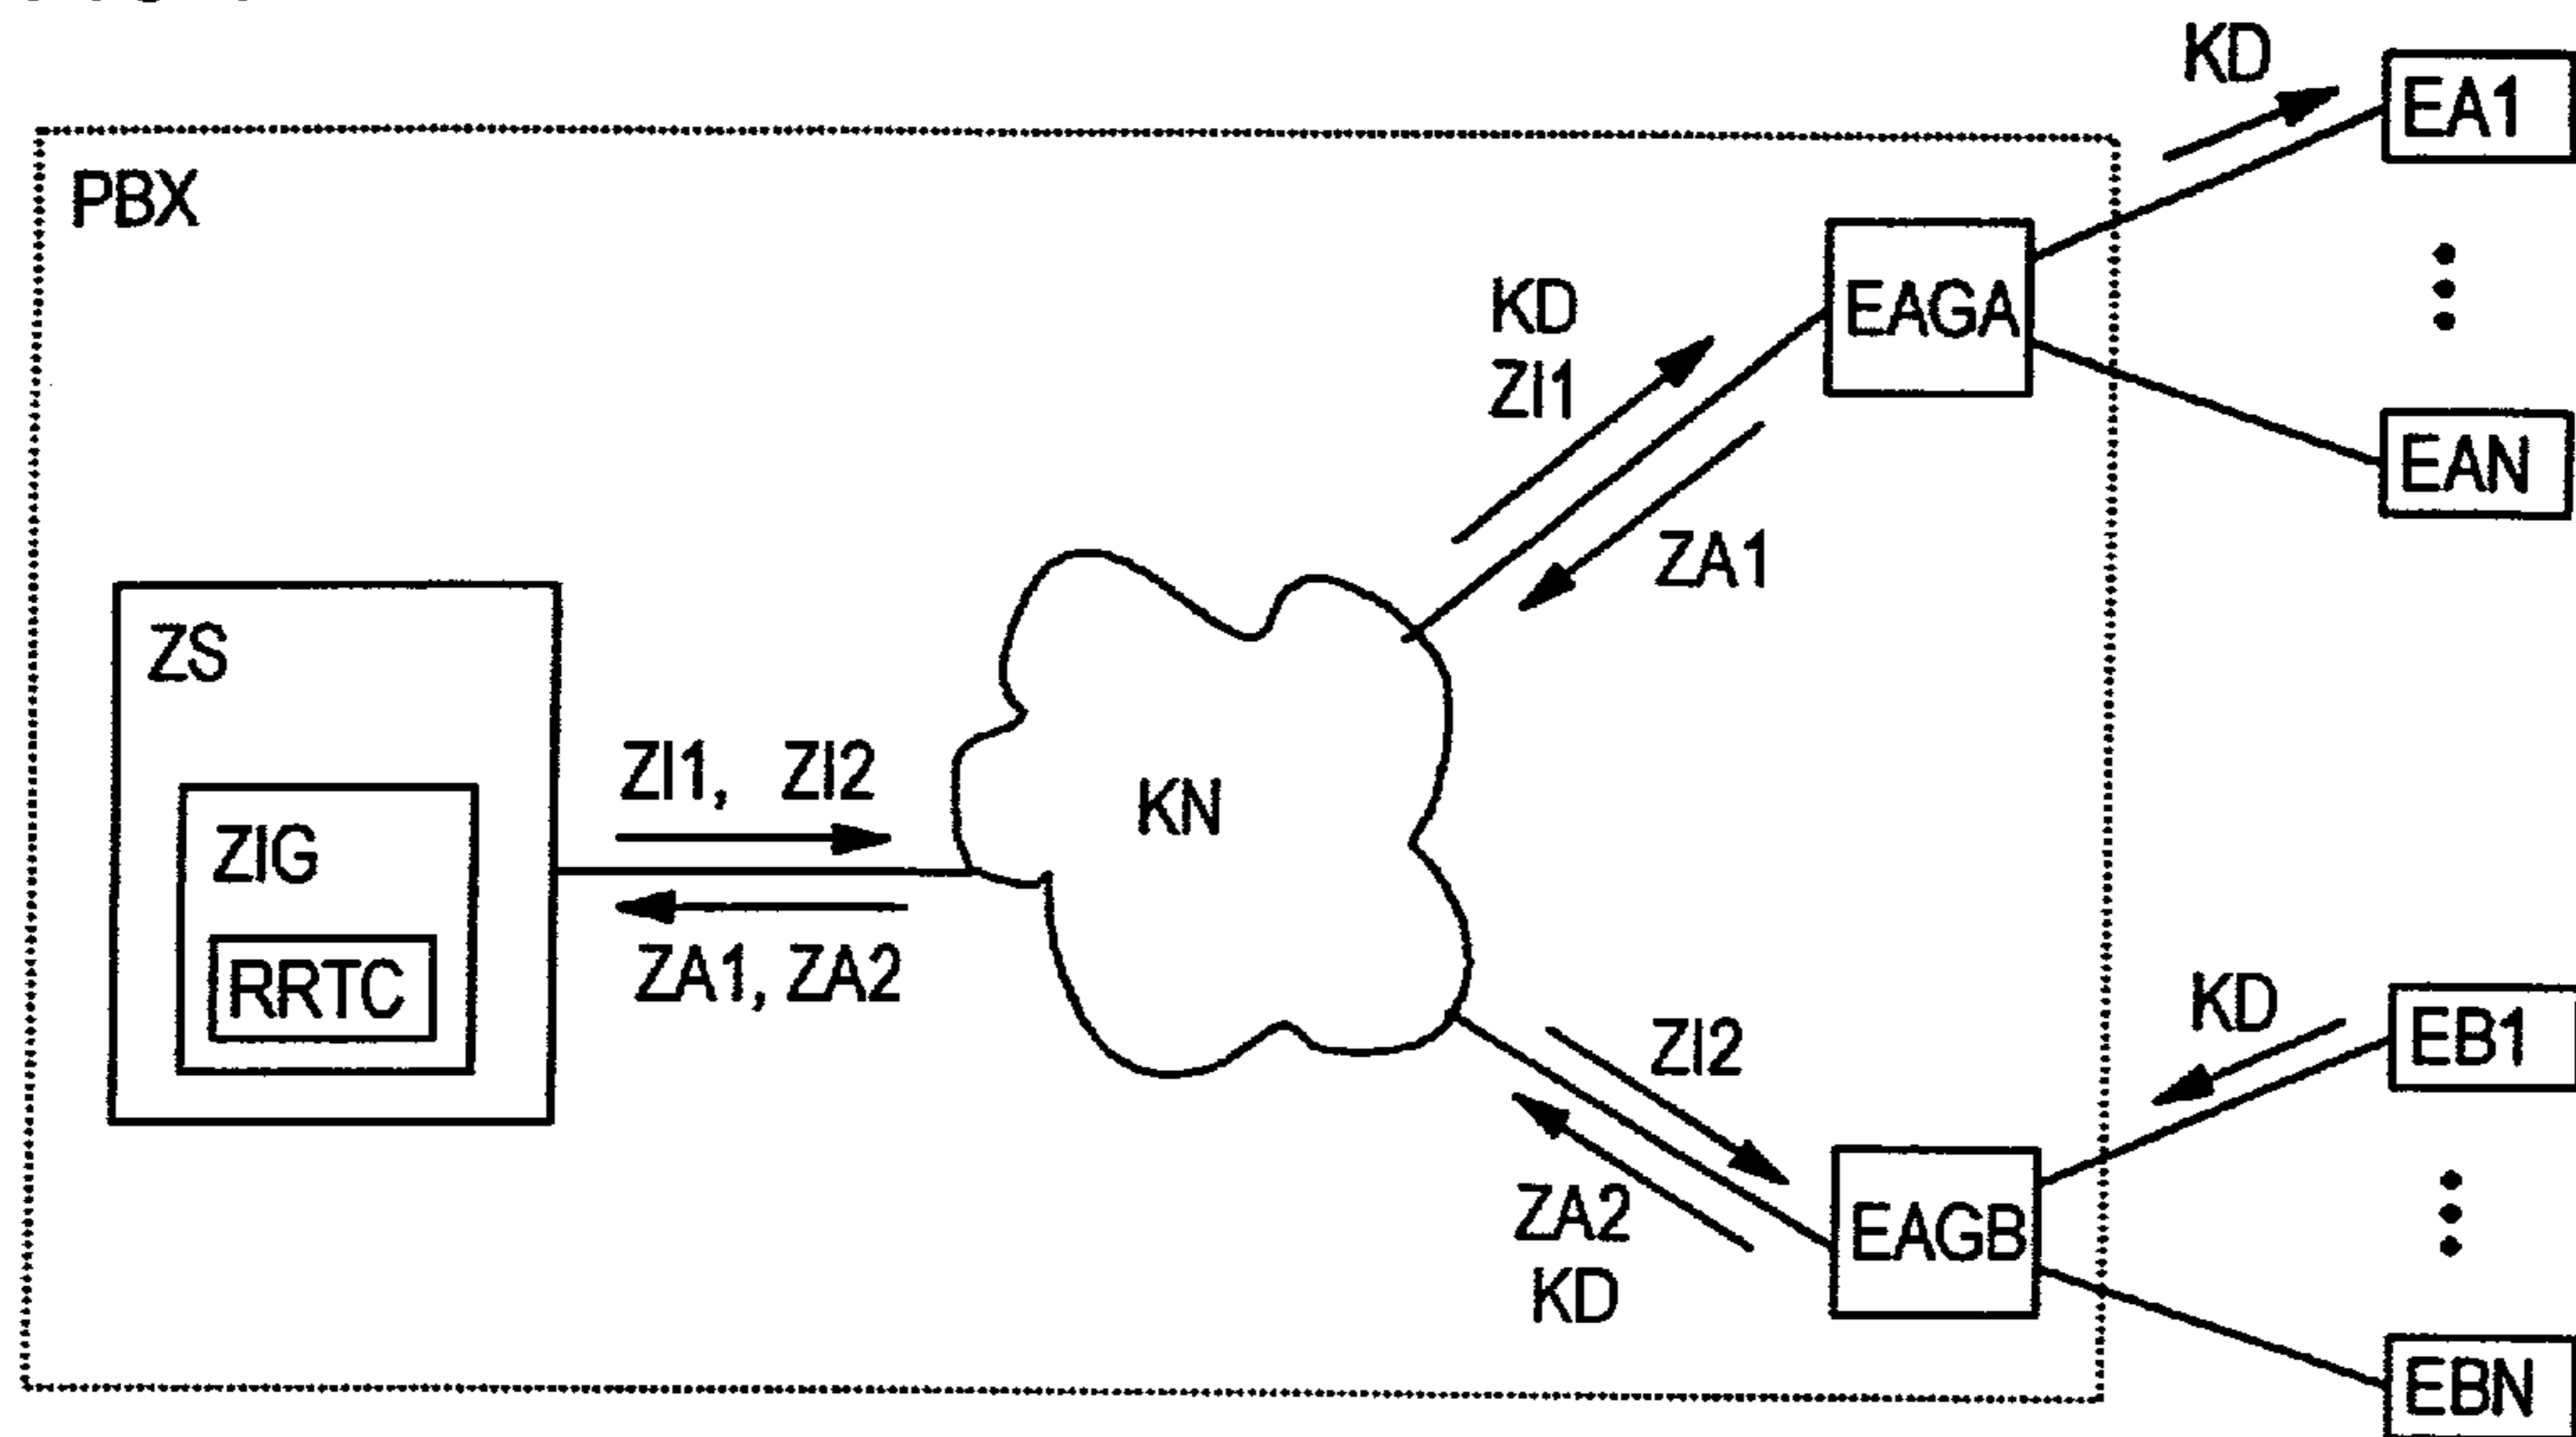 KD
EA1
PBX
EAGA
KD
ZI1
EAN
ZA1
ZS
ZI1, ZI2
KN
ZIG
RRTC
ZA1, ZA2
KD
EB1
ZI2
ZA2
KD
EAGB
EBN